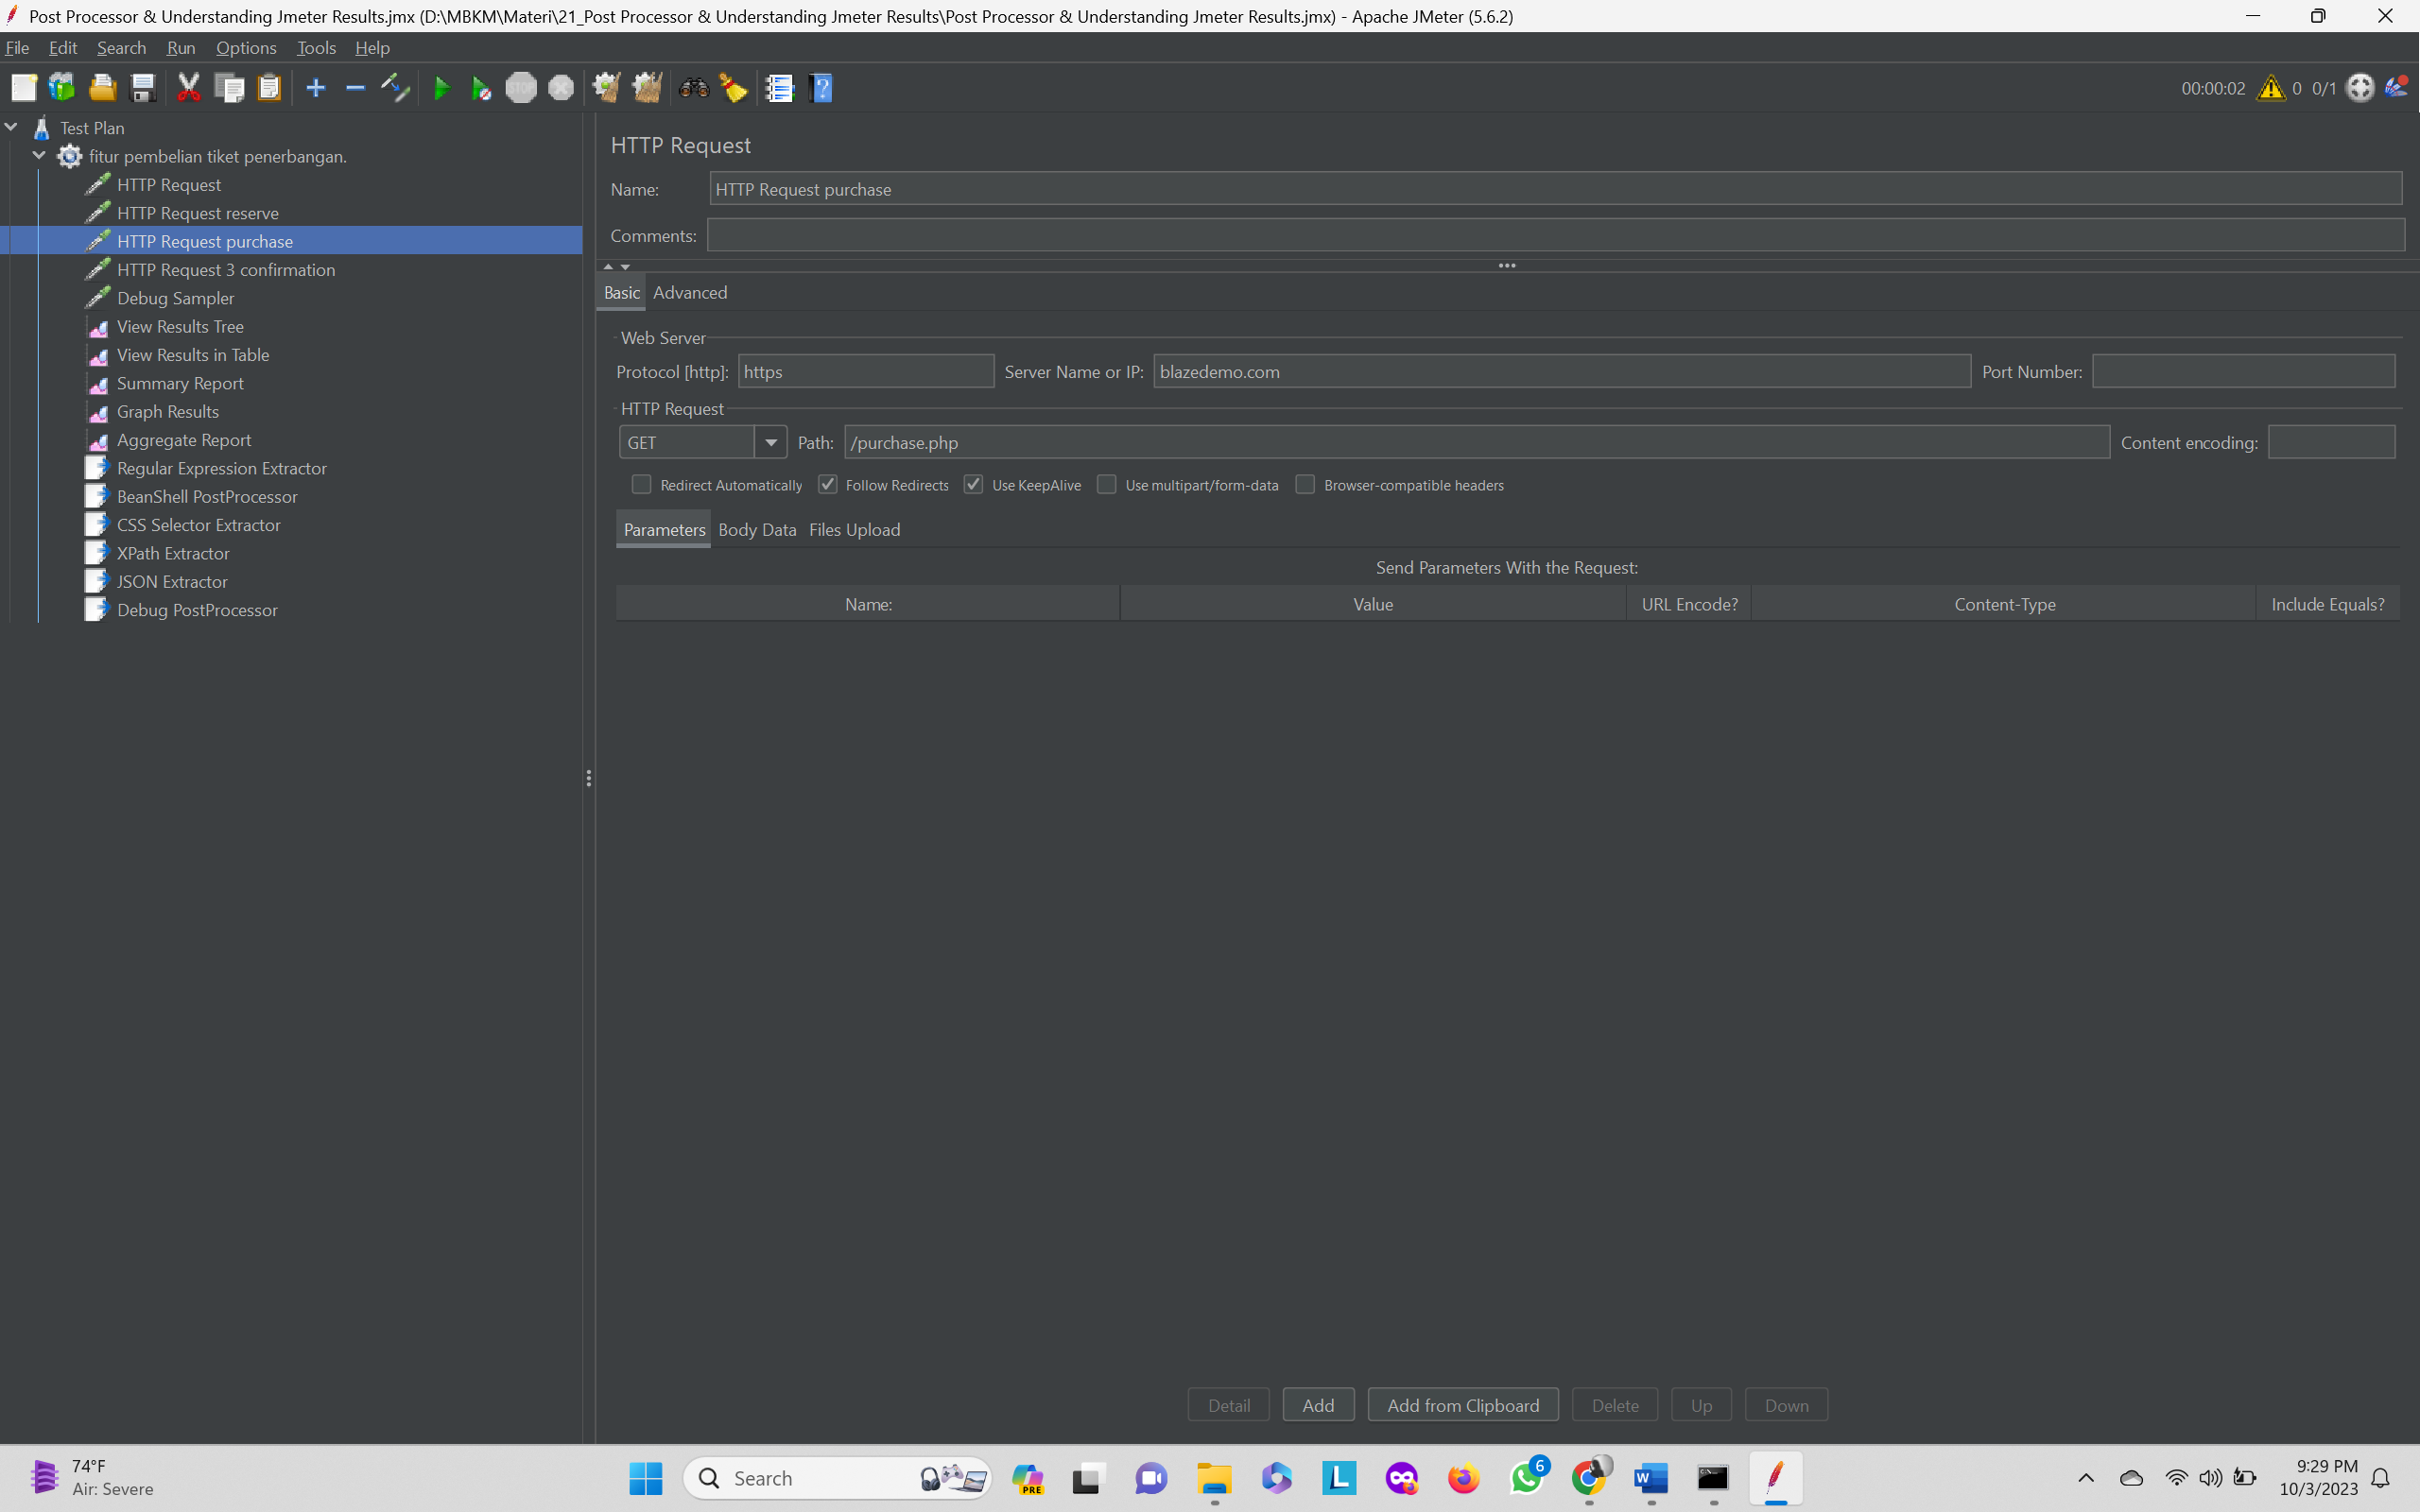 Post Processor & Understanding Jmeter Results.jmx (D:\MBKM\Materi\21_Post Processor & Understanding Jmeter Results\Post Processor & Understanding Jmeter Results.jmx) - Apache JMeter (5.6.2)
File Edit Search Run Options Tools Help
STOP
00:00:02 0 0/1
Test Plan
fitur pembelian tiket penerbangan.
HTTP Request
HTTP Request reserve
HTTP Request purchase
HTTP Request 3 confirmation
Debug Sampler
View Results Tree
View Results in Table
Summary Report
Graph Results
Aggregate Report
Regular Expression Extractor
BeanShell PostProcessor
CSS Selector Extractor
XPath Extractor
JSON Extractor
Debug PostProcessor
HTTP Request
Name: HTTP Request purchase
Comments:
Basic Advanced
Web Server
Protocol [http]: https Server Name or IP: blazedemo.com Port Number:
HTTP Request
GET Path: /purchase.php Content encoding:
Redirect Automatically Follow Redirects Use KeepAlive Use multipart/form-data Browser-compatible headers
Parameters Body Data Files Upload
Send Parameters With the Request:
Name: Value URL Encode? Content-Type Include Equals?
Detail Add Add from Clipboard Delete Up Down
74°F
Air: Severe
Search
PRE
L
6
W
9:29 PM
10/3/2023